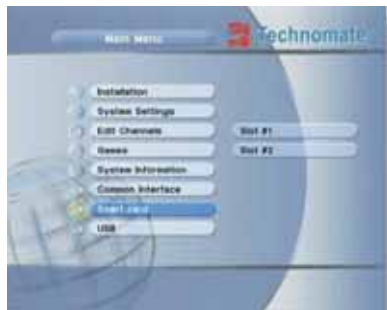 Main Menu
Technomate
Installation
System Settings
Edit Channels
Slot #1
Games
Slot #2
System Information
Common Interface
Smart card
USB